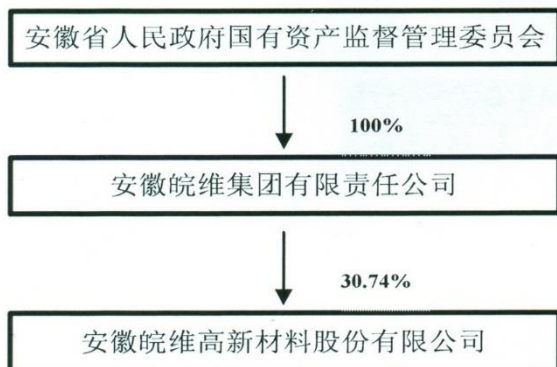 安徽省人民政府国有资产监督管理委员会
100%
安徽皖维集团有限责任公司
30.74%
安徽皖维高新材料股份有限公司